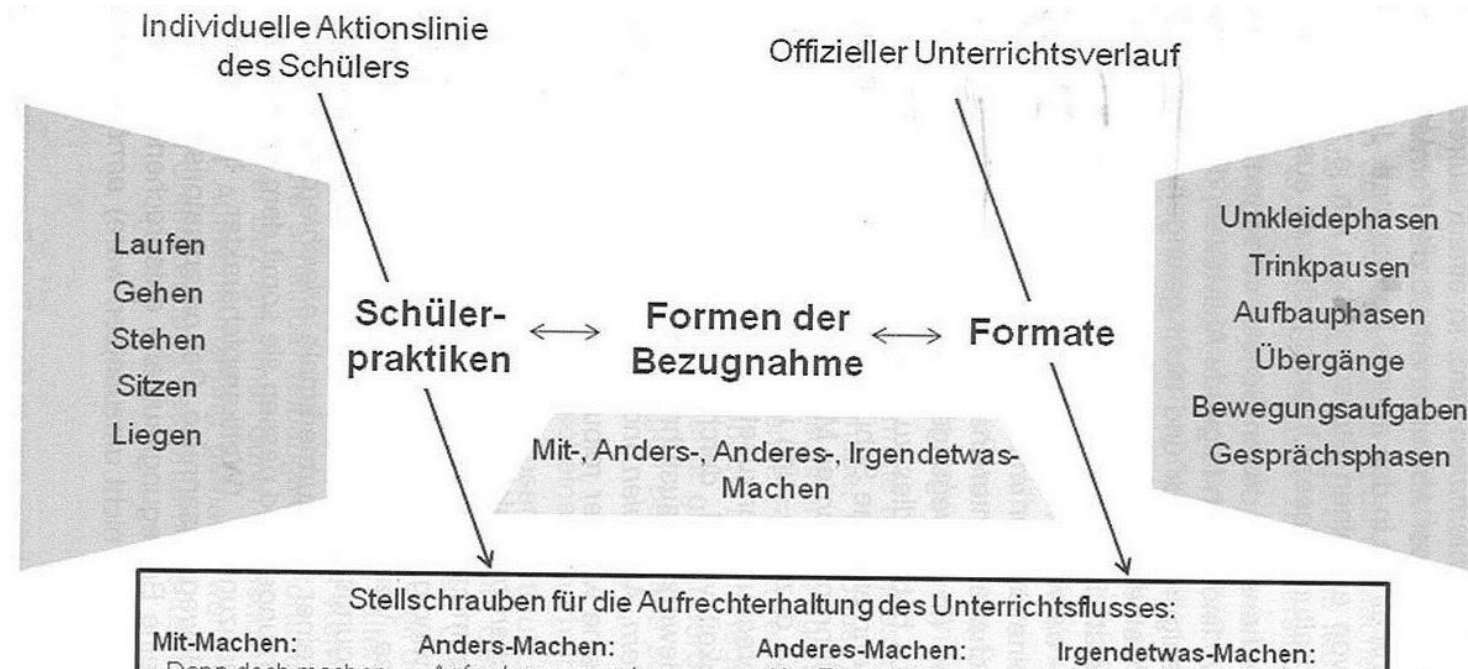 Individuelle Aktionslinie
des Schülers
Offizieller Unterrichtsverlauf
Laufen
Gehen
Stehen
Sitzen
Liegen
Schüler-
praktiken
Formen der
Bezugnahme
Formate
Umkleidephasen
Trinkpausen
Aufbauphasen
Übergänge
Bewegungsaufgaben
Gesprächsphasen
Mit-, Anders-, Anderes-, Irgendetwas-
Machen
Stellschrauben für die Aufrechterhaltung des Unterrichtsflusses:
Mit-Machen:
Anders-Machen:
Anderes-Machen:
Irgendetwas-Machen: